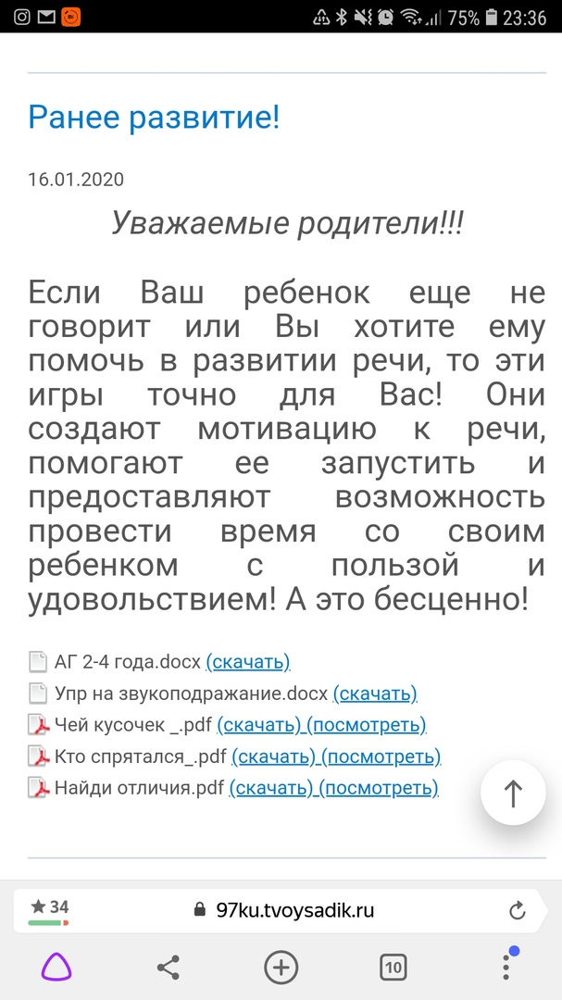 75% 23:36
Ранее развитие!
16.01.2020
Уважаемые родители!!!
Если Ваш ребенок еще не
говорит или Вы хотите ему
помочь в развитии речи, то эти
игры точно для Вас! Они
создают мотивацию к речи,
помогают ее запустить и
предоставляют возможность
провести время со своим
ребенком с пользой и
удовольствием! А это бесценно!
АГ 2-4 года.docx (скачать)
Упр на звукоподражание.docx (скачать)
Чей кусочек _.pdf (скачать) (посмотреть)
Кто спрятался_.pdf (скачать) (посмотреть)
Найди отличия.pdf (скачать) (посмотреть)
34 97ku.tvoysadik.ru
10